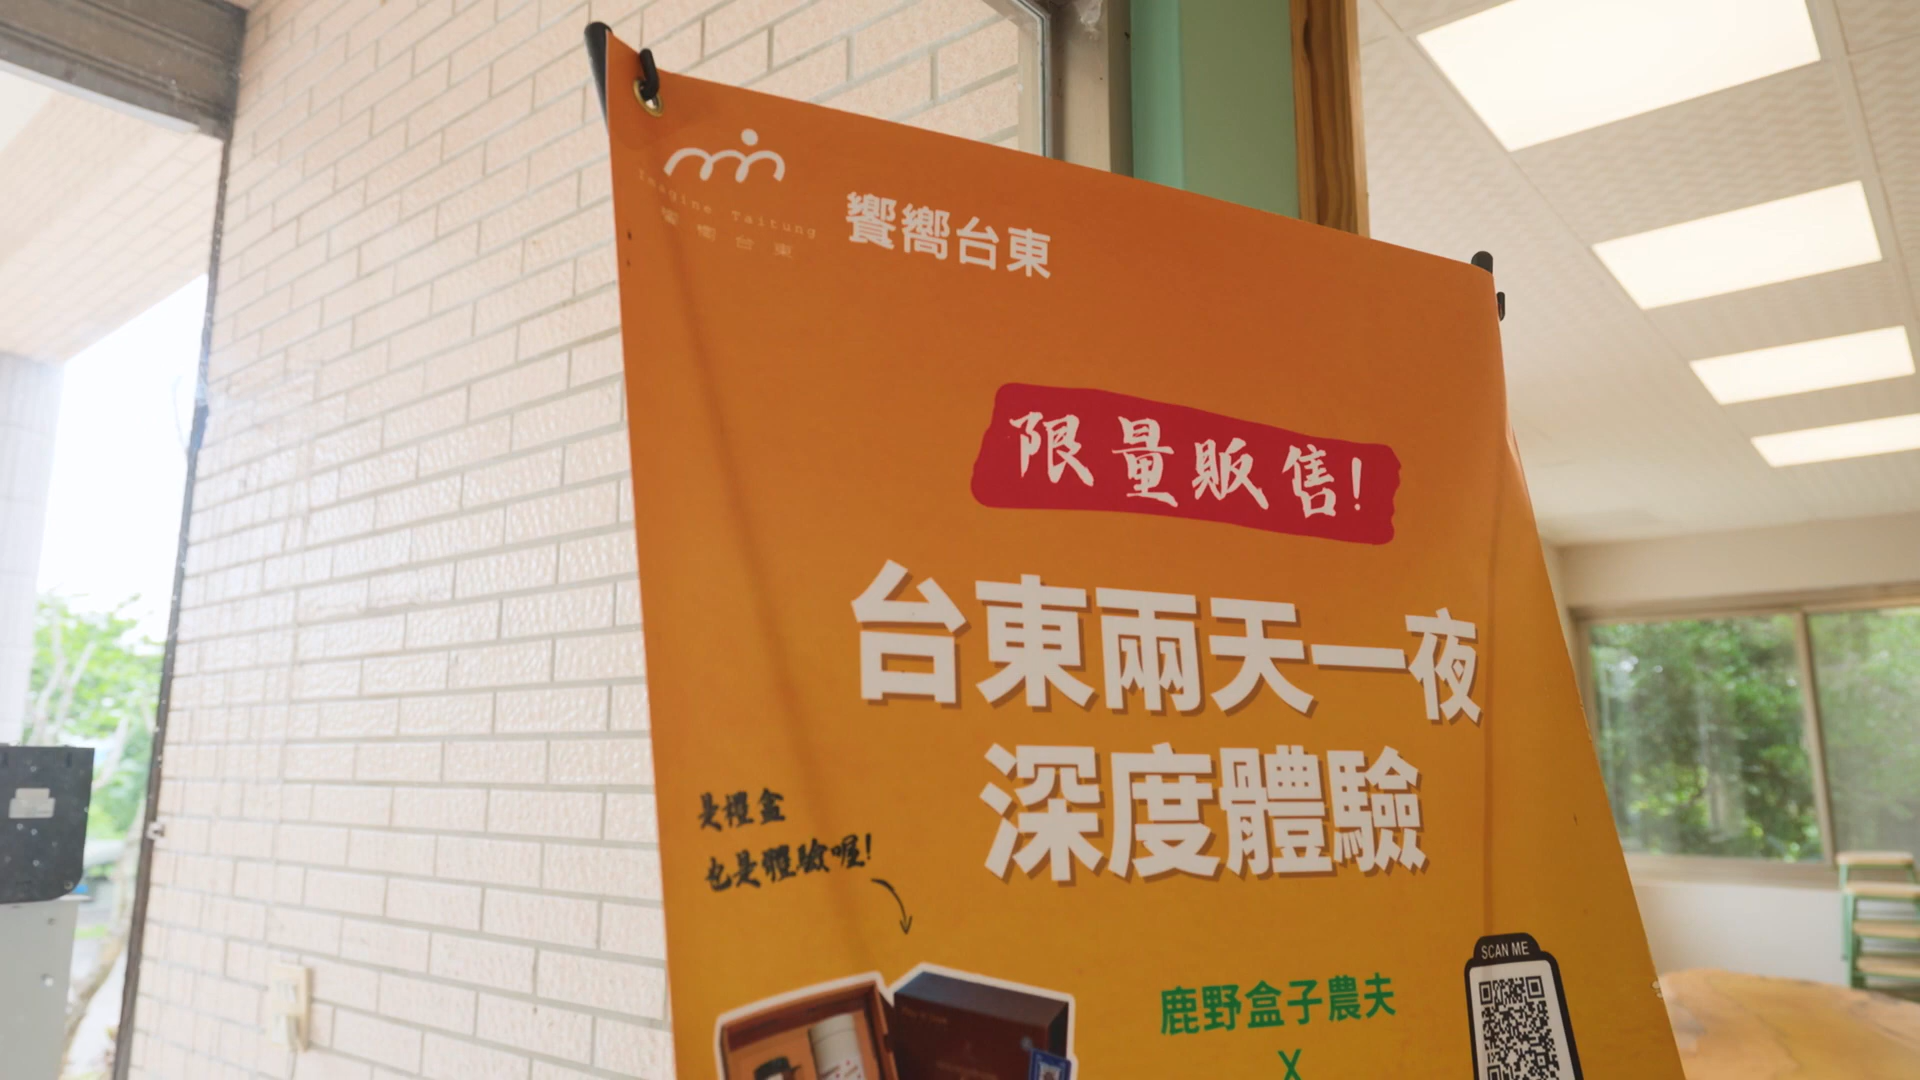 Imagine Taitung
饗嚮台東
饗嚮台東
限量販售!
台東兩天一夜
深度體驗
是禮盒
也是體驗喔!
鹿野盒子農夫
X
SCAN ME